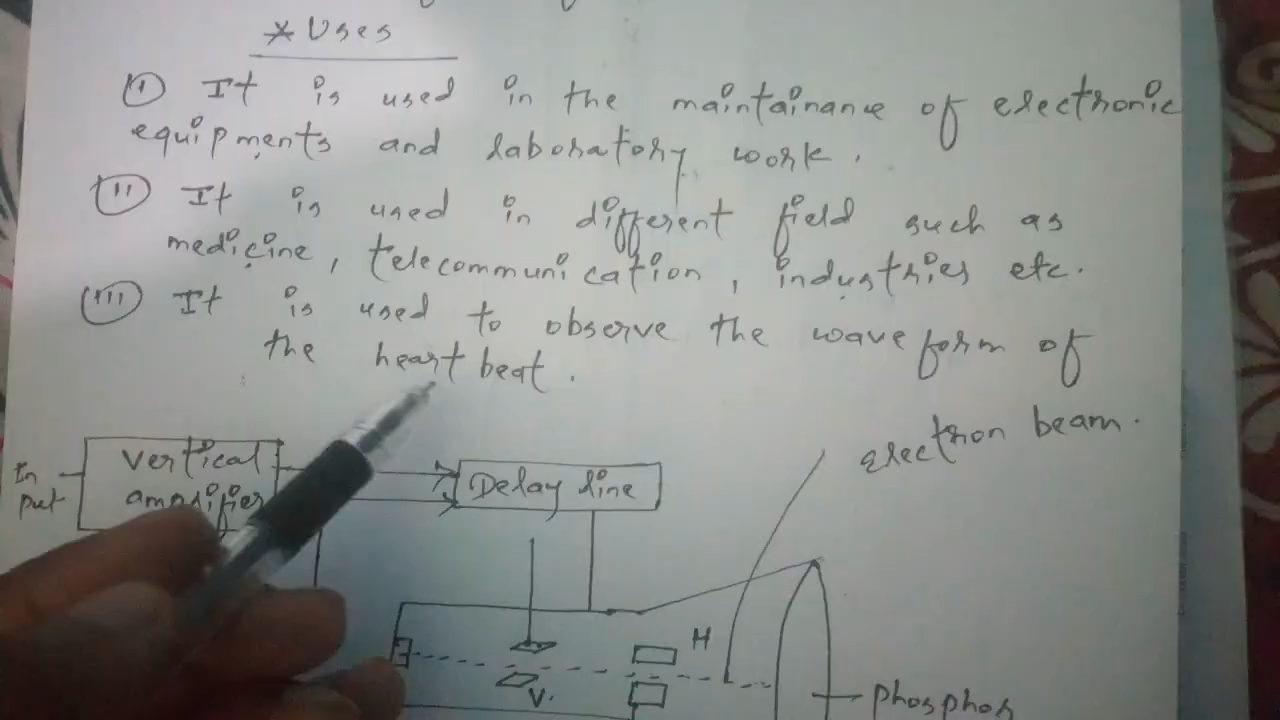 * Uses
(i) It is used in the maintainance of electronic
equipments and laboratory work.
(ii) It is used in different field such as
medicine, telecommunication, industries etc.
(iii) It is used to observe the waveform of
the heart beat.
electron beam.
In
put
Vertical
amplifier
Delay line
H
V.
phosphor